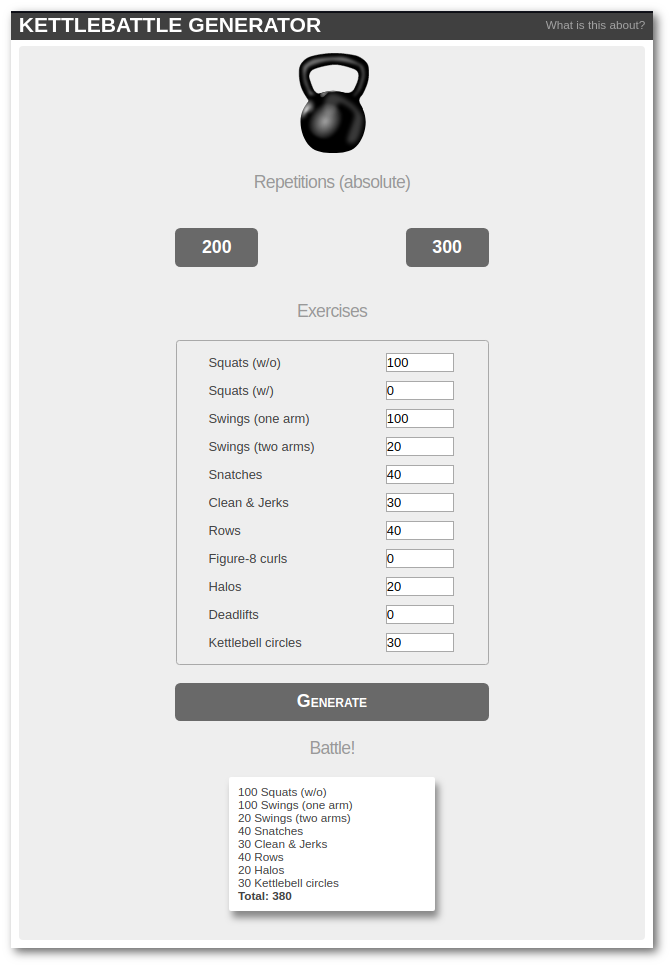 KETTLEBATTLE GENERATOR What is this about?
Repetitions (absolute)
200 300
Exercises
Squats (w/o) 100
Squats (w/) 0
Swings (one arm) 100
Swings (two arms) 20
Snatches 40
Clean & Jerks 30
Rows 40
Figure-8 curls 0
Halos 20
Deadlifts 0
Kettlebell circles 30
Generate
Battle!
100 Squats (w/o)
100 Swings (one arm)
20 Swings (two arms)
40 Snatches
30 Clean & Jerks
40 Rows
20 Halos
30 Kettlebell circles
Total: 380